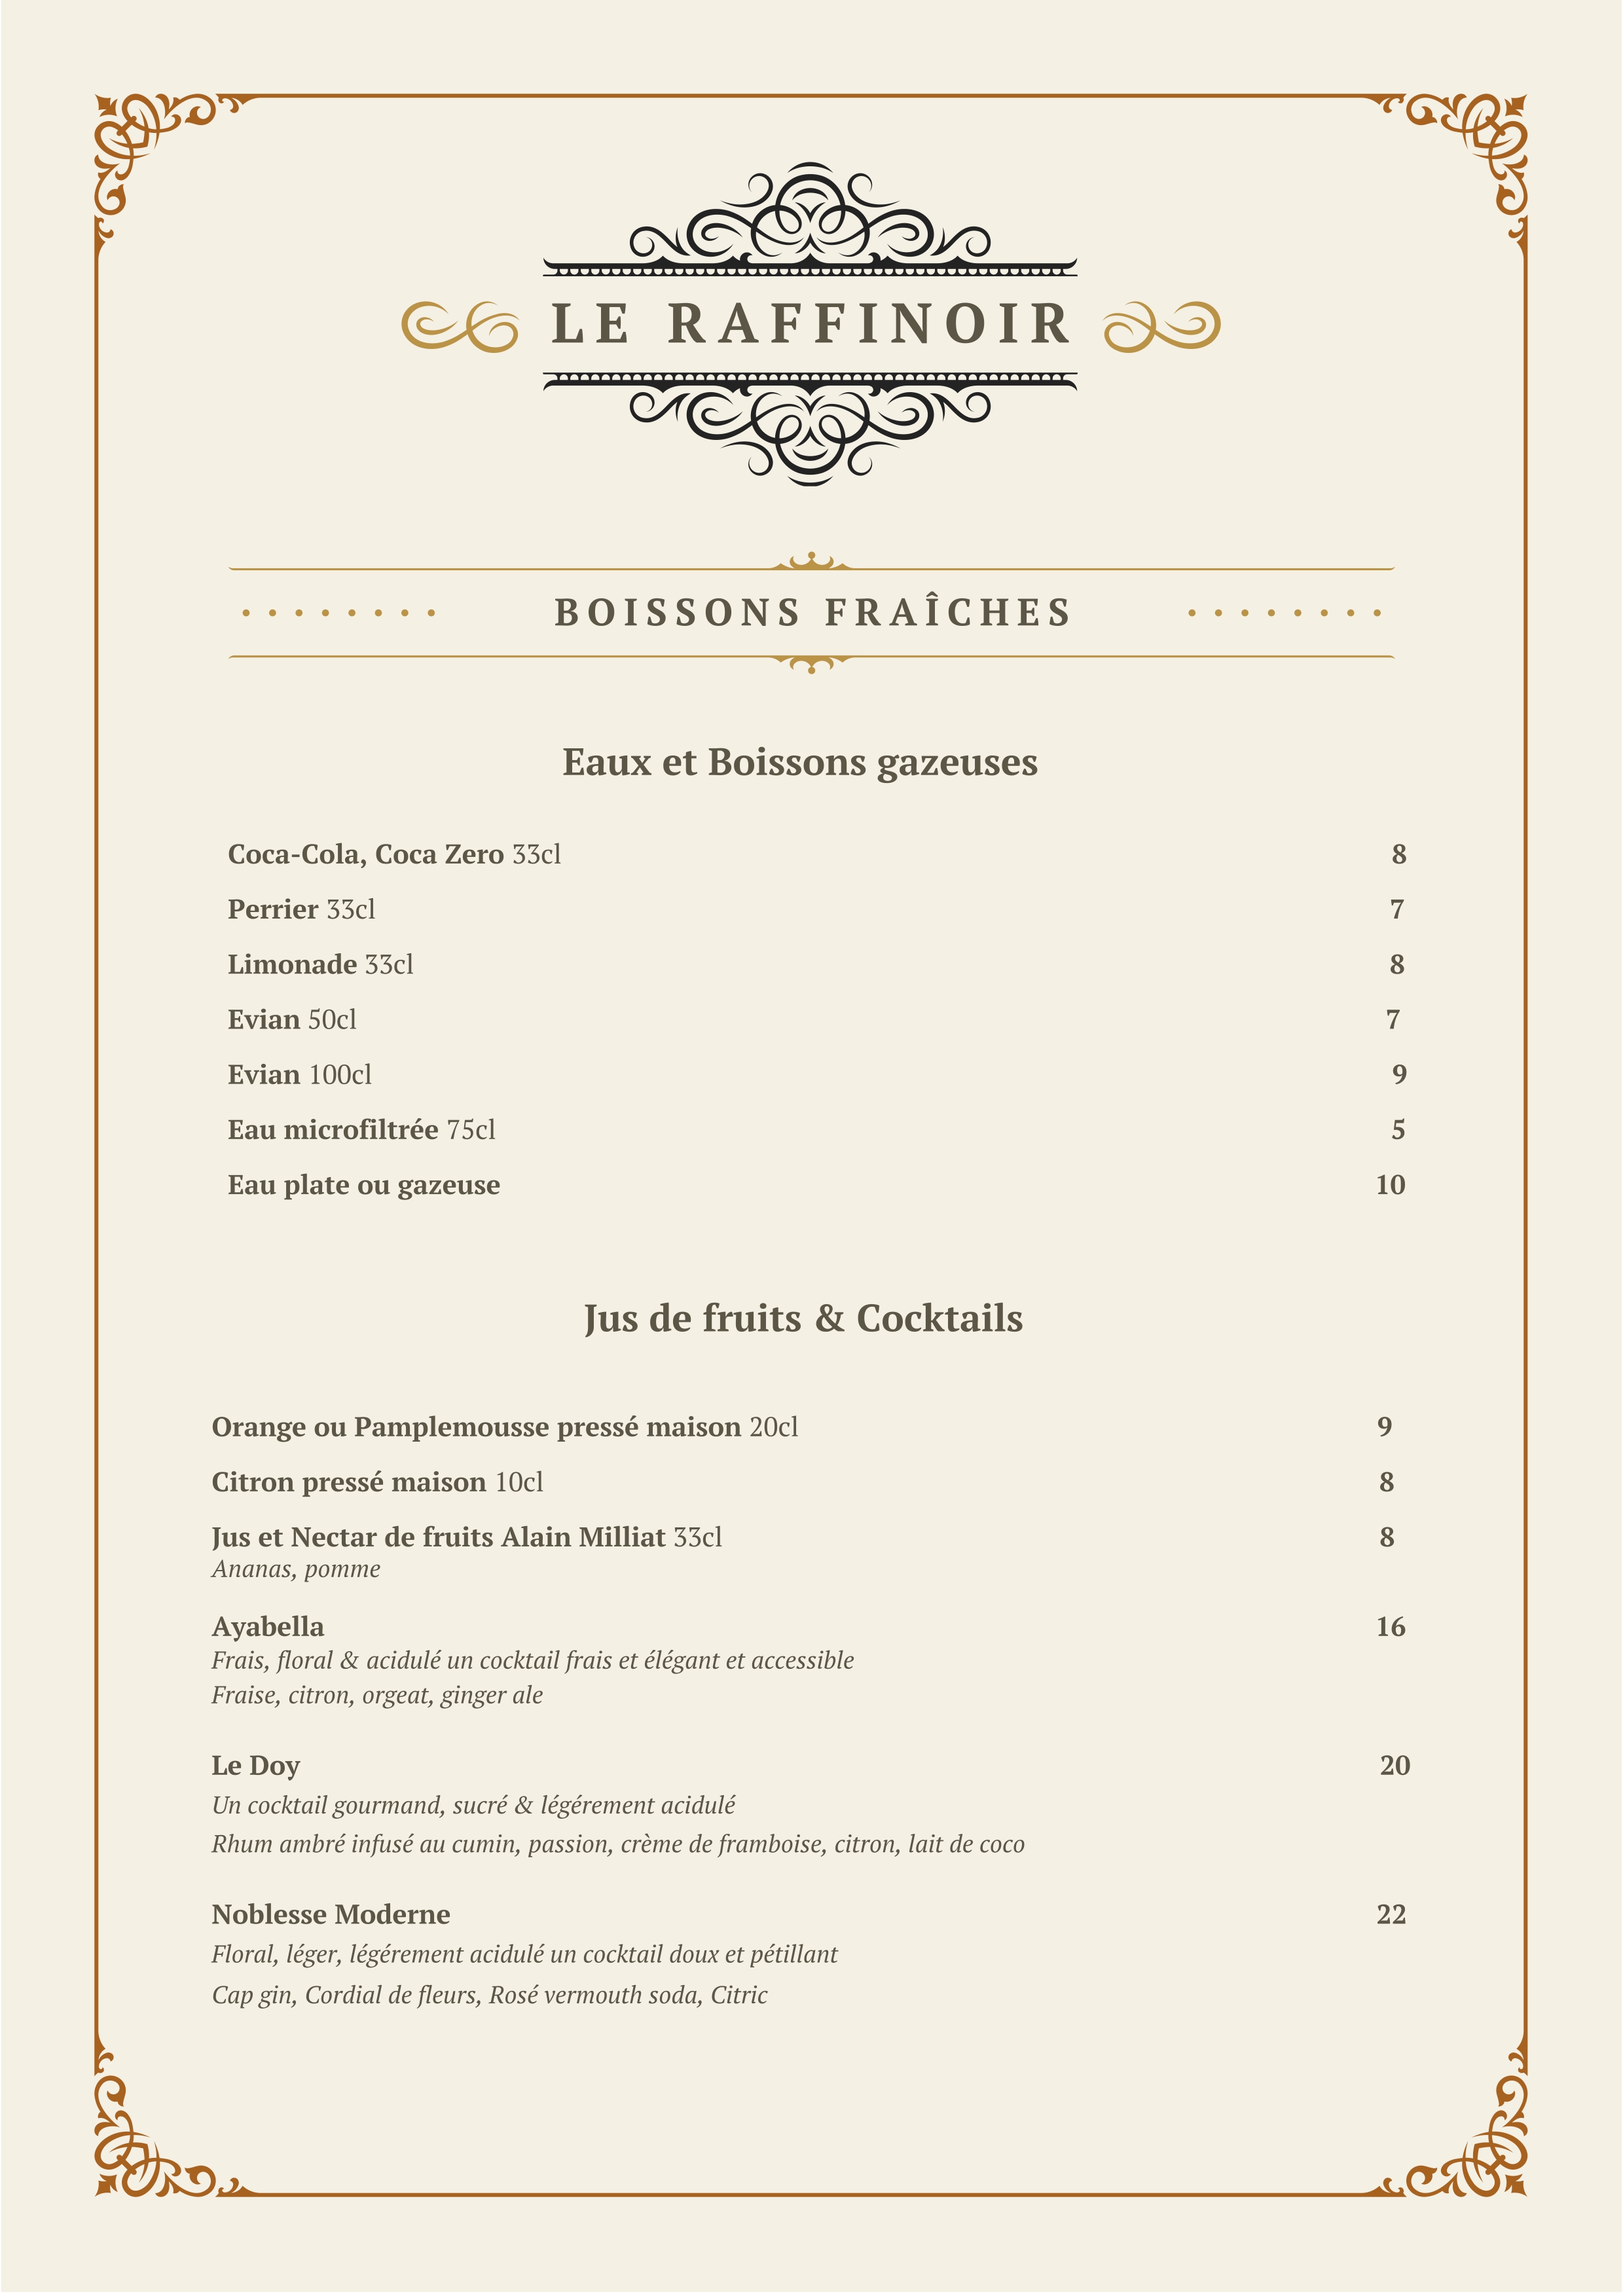 LE RAFFINOIR
BOISSONS FRAÎCHES
Eaux et Boissons gazeuses
Coca-Cola, Coca Zero 33cl 8
Perrier 33cl 7
Limonade 33cl 8
Evian 50cl 7
Evian 100cl 9
Eau microfiltrée 75cl 5
Eau plate ou gazeuse 10
Jus de fruits & Cocktails
Orange ou Pamplemousse pressé maison 20cl 9
Citron pressé maison 10cl 8
Jus et Nectar de fruits Alain Milliat 33cl 8
Ananas, pomme
Ayabella 16
Frais, floral & acidulé un cocktail frais et élégant et accessible
Fraise, citron, orgeat, ginger ale
Le Doy 20
Un cocktail gourmand, sucré & légérement acidulé
Rhum ambré infusé au cumin, passion, crème de framboise, citron, lait de coco
Noblesse Moderne 22
Floral, léger, légérement acidulé un cocktail doux et pétillant
Cap gin, Cordial de fleurs, Rosé vermouth soda, Citric